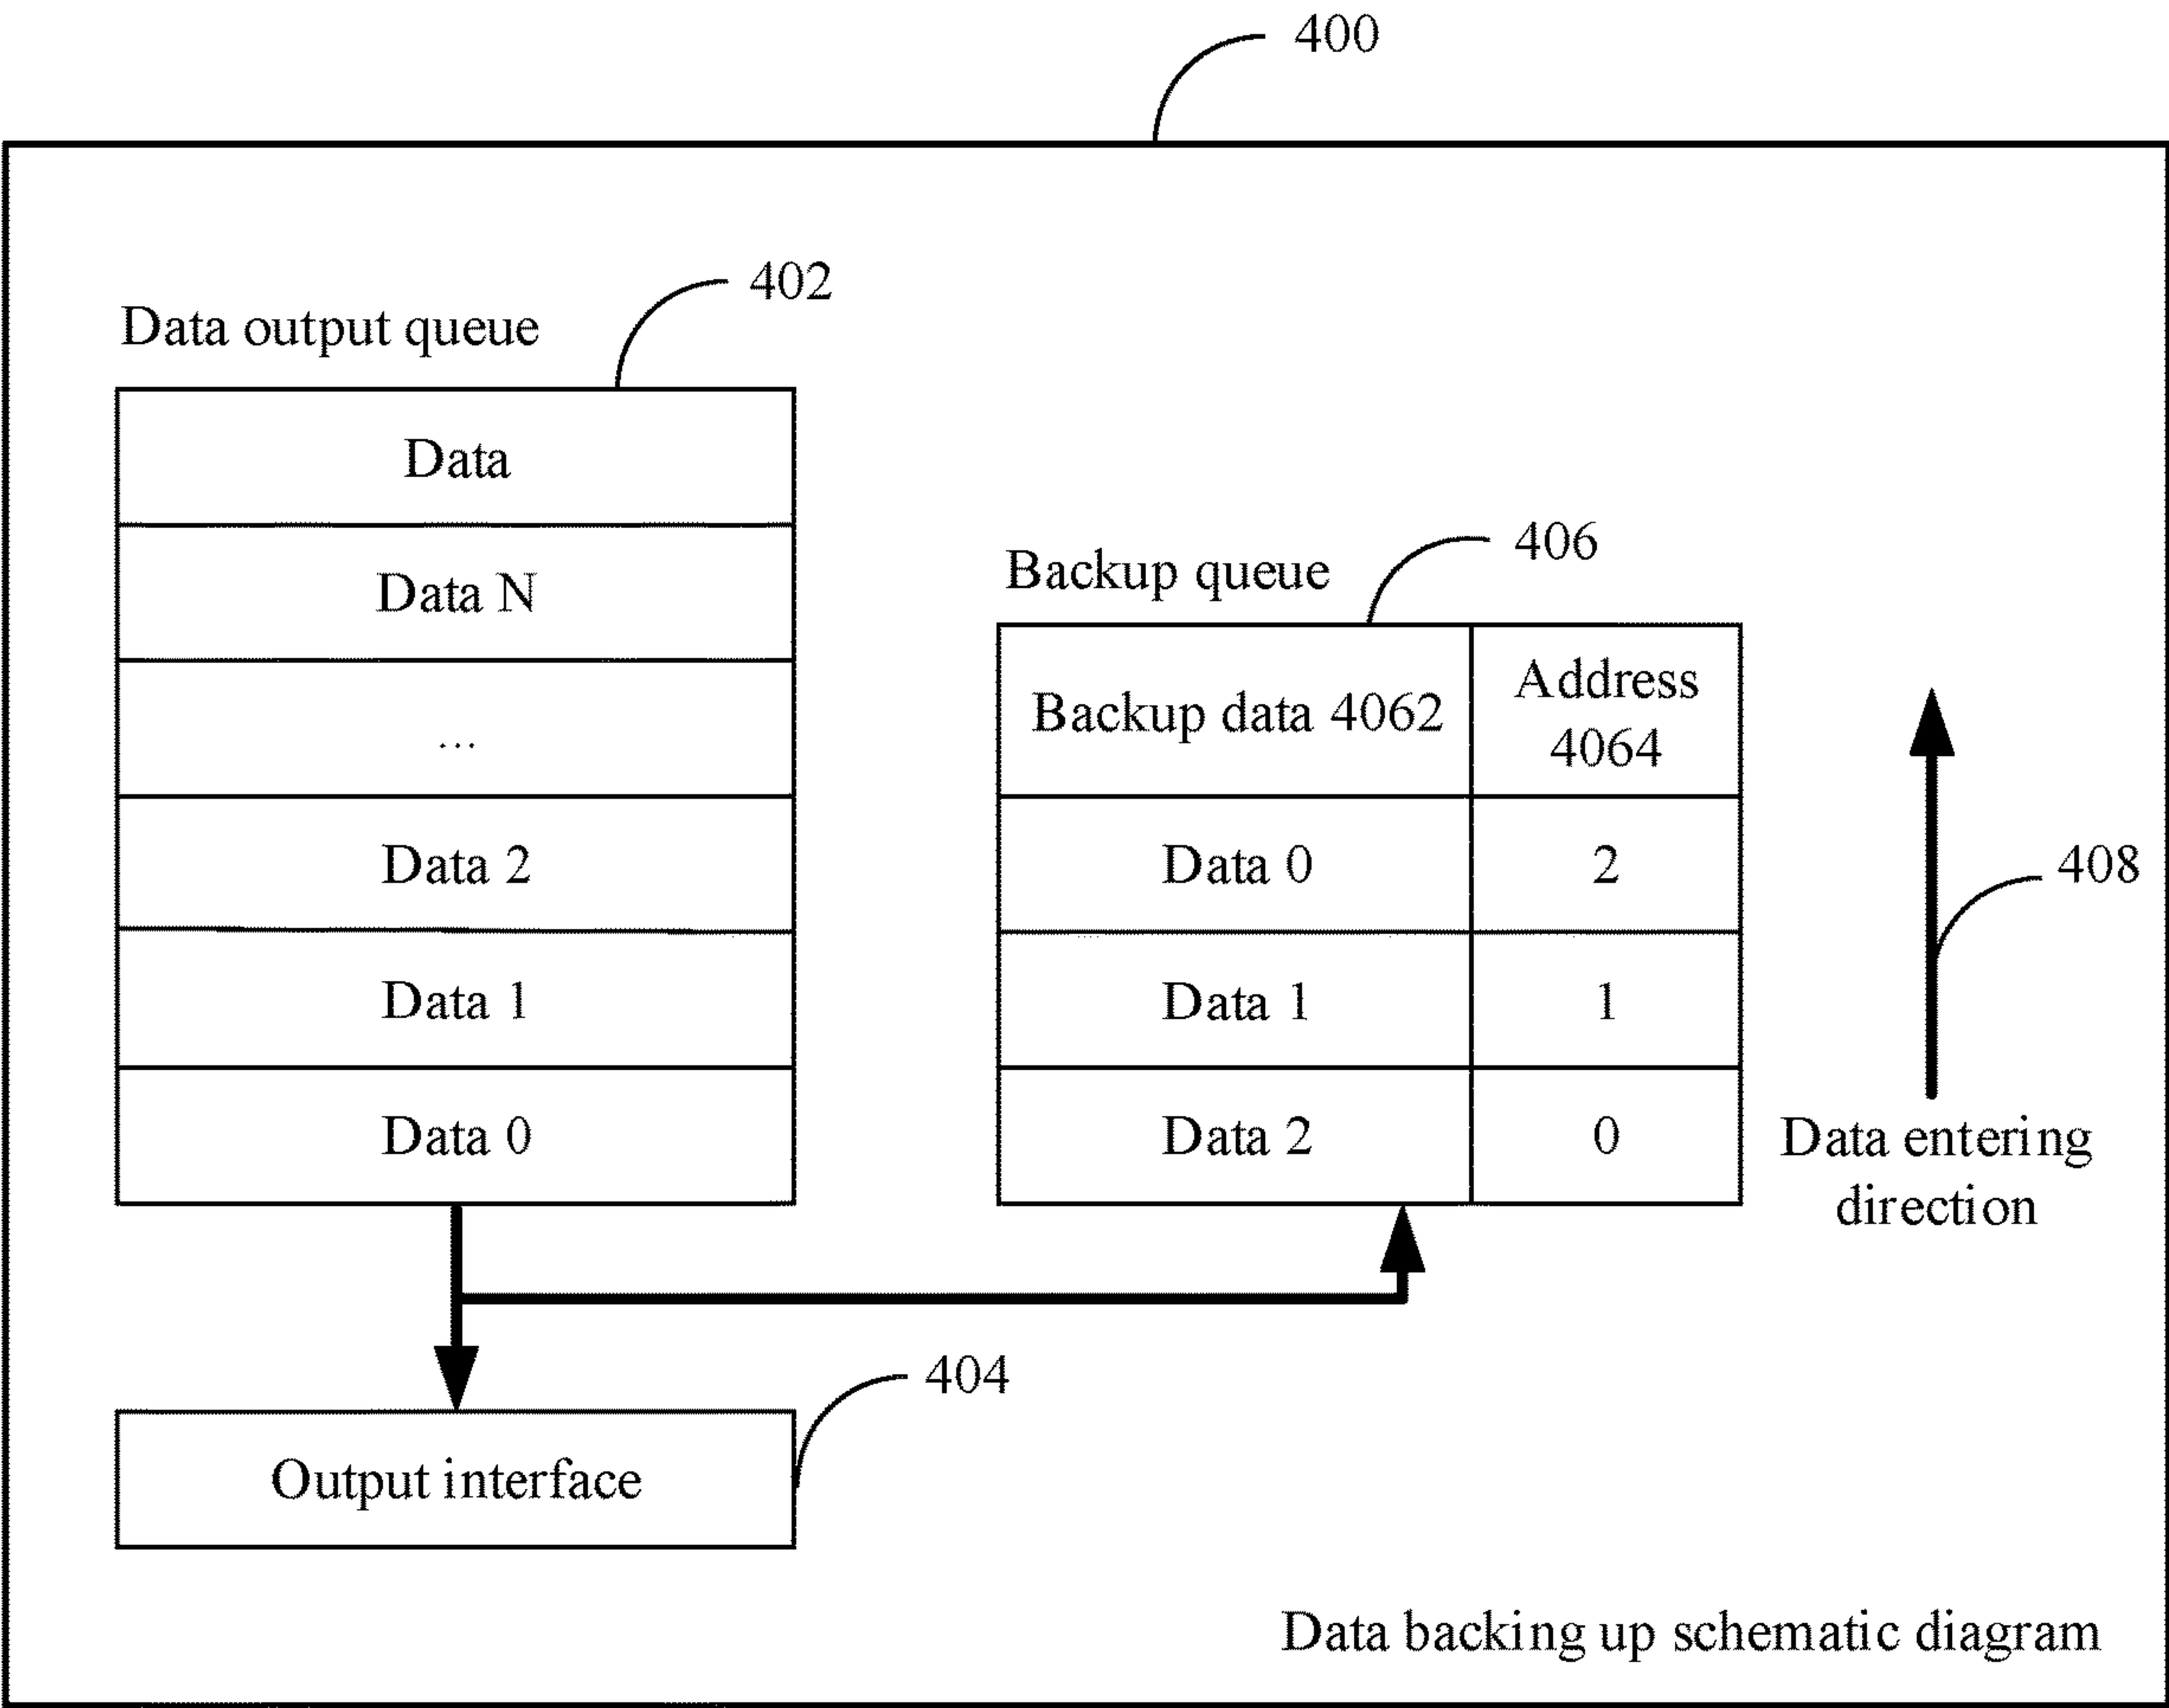 400
402
Data output queue
Data
Data N
...
Data 2
Data 1
Data 0
406
Backup queue
Backup data 4062
Address
4064
Data 0
2
Data 1
1
Data 2
0
408
Data entering
direction
404
Output interface
Data backing up schematic diagram